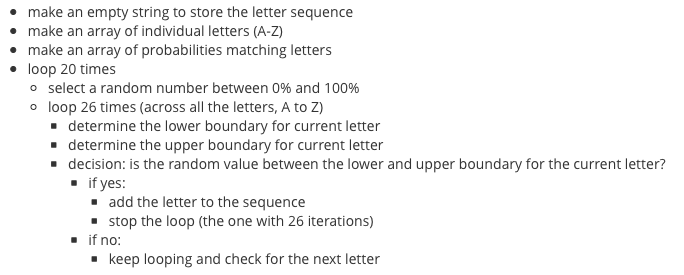 make an empty string to store the letter sequence
make an array of individual letters (A-Z)
make an array of probabilities matching letters
loop 20 times
select a random number between 0% and 100%
loop 26 times (across all the letters, A to Z)
determine the lower boundary for current letter
determine the upper boundary for current letter
decision: is the random value between the lower and upper boundary for the current letter?
if yes:
add the letter to the sequence
stop the loop (the one with 26 iterations)
if no:
keep looping and check for the next letter